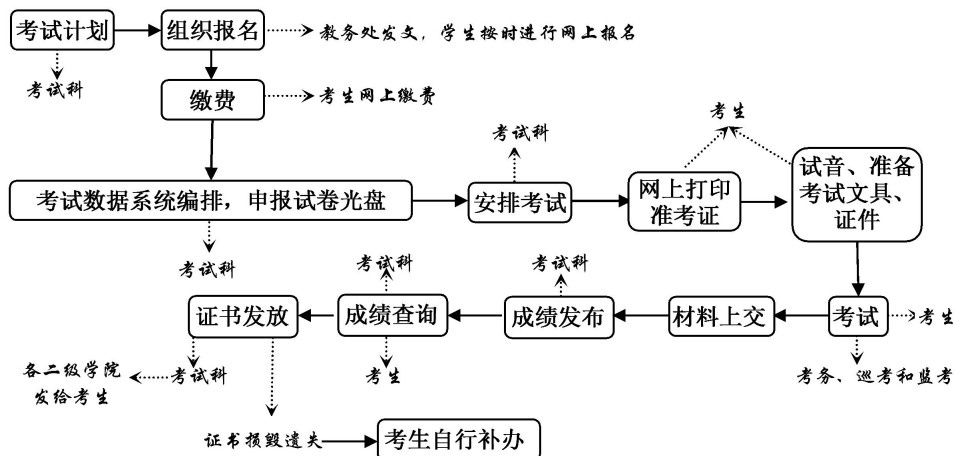 考试计划
组织报名
教务处发文，学生按时进行网上报名
考试科
缴费
考生网上缴费
考生
考试科
考试数据系统编排，申报试卷光盘
安排考试
网上打印
准考证
试音、准备
考试文具、
证件
考试科
考试科
考试科
证书发放
成绩查询
成绩发布
材料上交
考试
考生
各二级学院
发给考生
考试科
考生
考务、巡考和监考
证书损毁遗失
考生自行补办